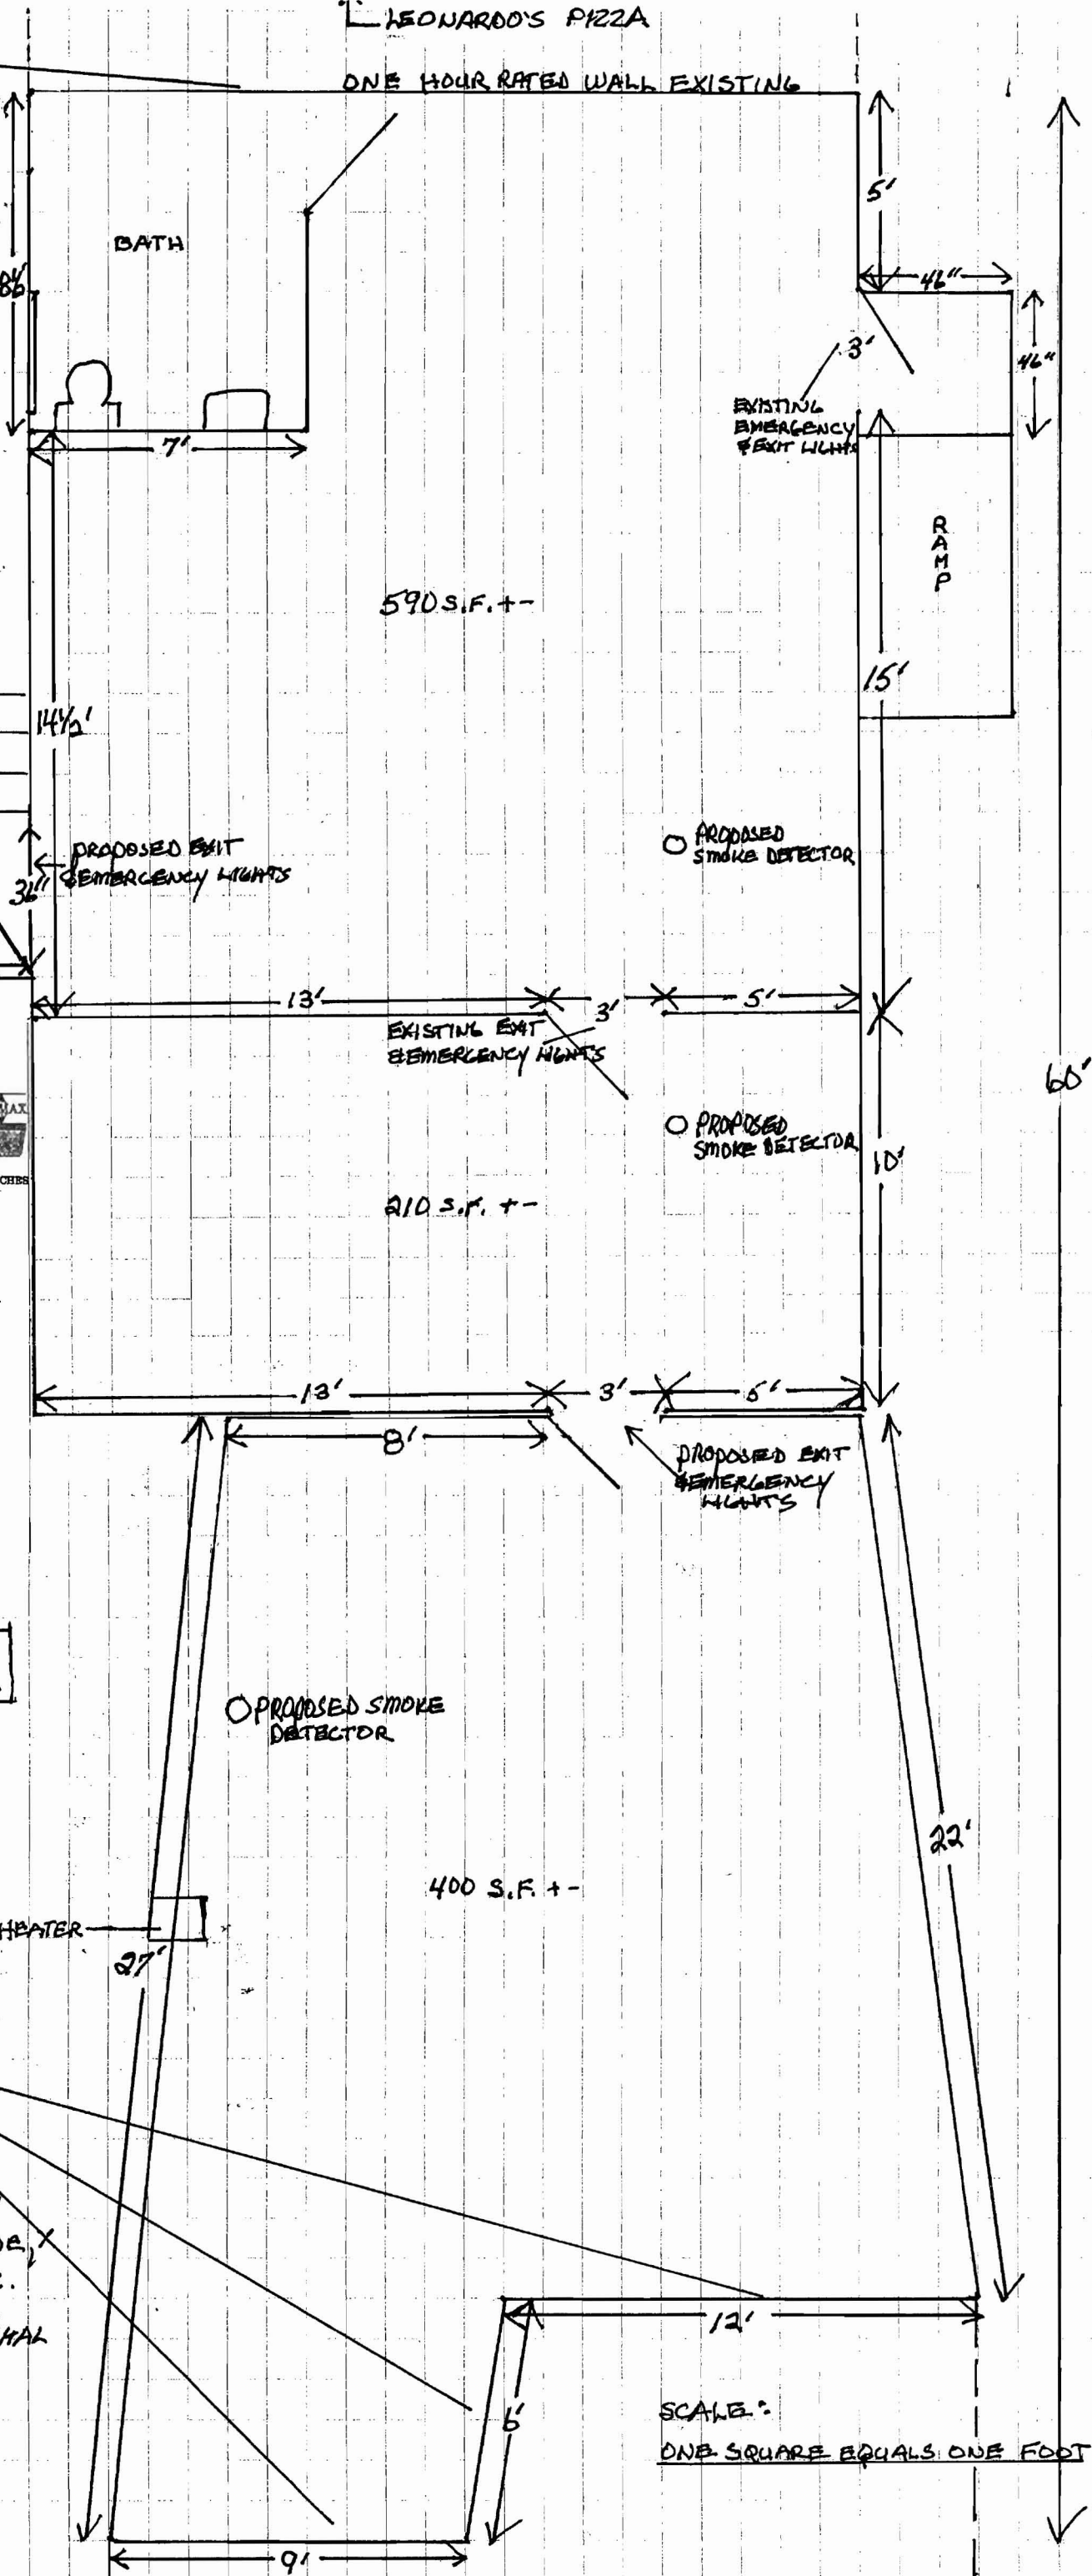 LEONARDO'S PIZZA
ONE HOUR RATED WALL EXISTING
5'
BATH
46"
46"
3'
EXISTING
EMERGENCY
& EXIT LIGHTS
7'
RAMP
590 S.F. +-
15'
14½'
PROPOSED
SMOKE DETECTOR
PROPOSED EXIT
& EMERGENCY LIGHTS
36"
13'
3'
5'
EXISTING EXIT
& EMERGENCY LIGHTS
60'
MAX
PROPOSED
SMOKE DETECTOR
10'
CHES
210 S.F. +-
13'
3'
5'
8'
PROPOSED EXIT
& EMERGENCY
LIGHTS
PROPOSED SMOKE
DETECTOR
22'
400 S.F. +-
HEATER
27'
12'
6'
SCALE:
ONE SQUARE EQUALS ONE FOOT
9'